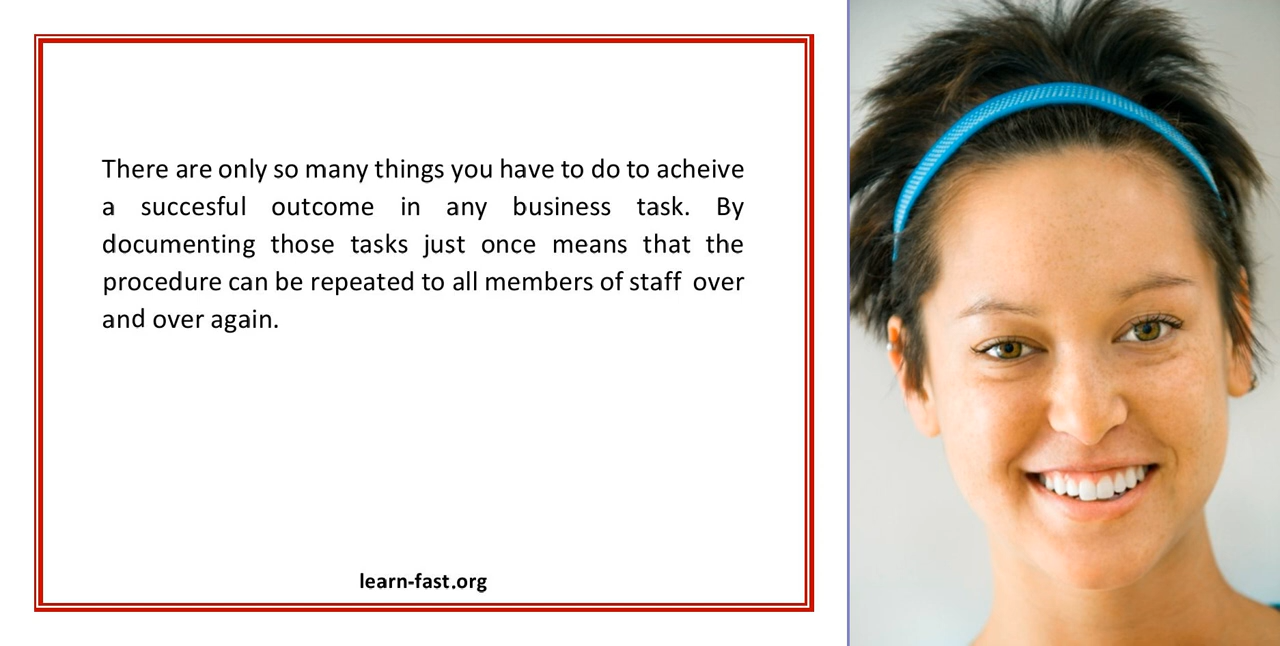 There are only so many things you have to do to acheive
a succesful outcome in any business task. By
documenting those tasks just once means that the
procedure can be repeated to all members of staff over
and over again.
learn-fast.org